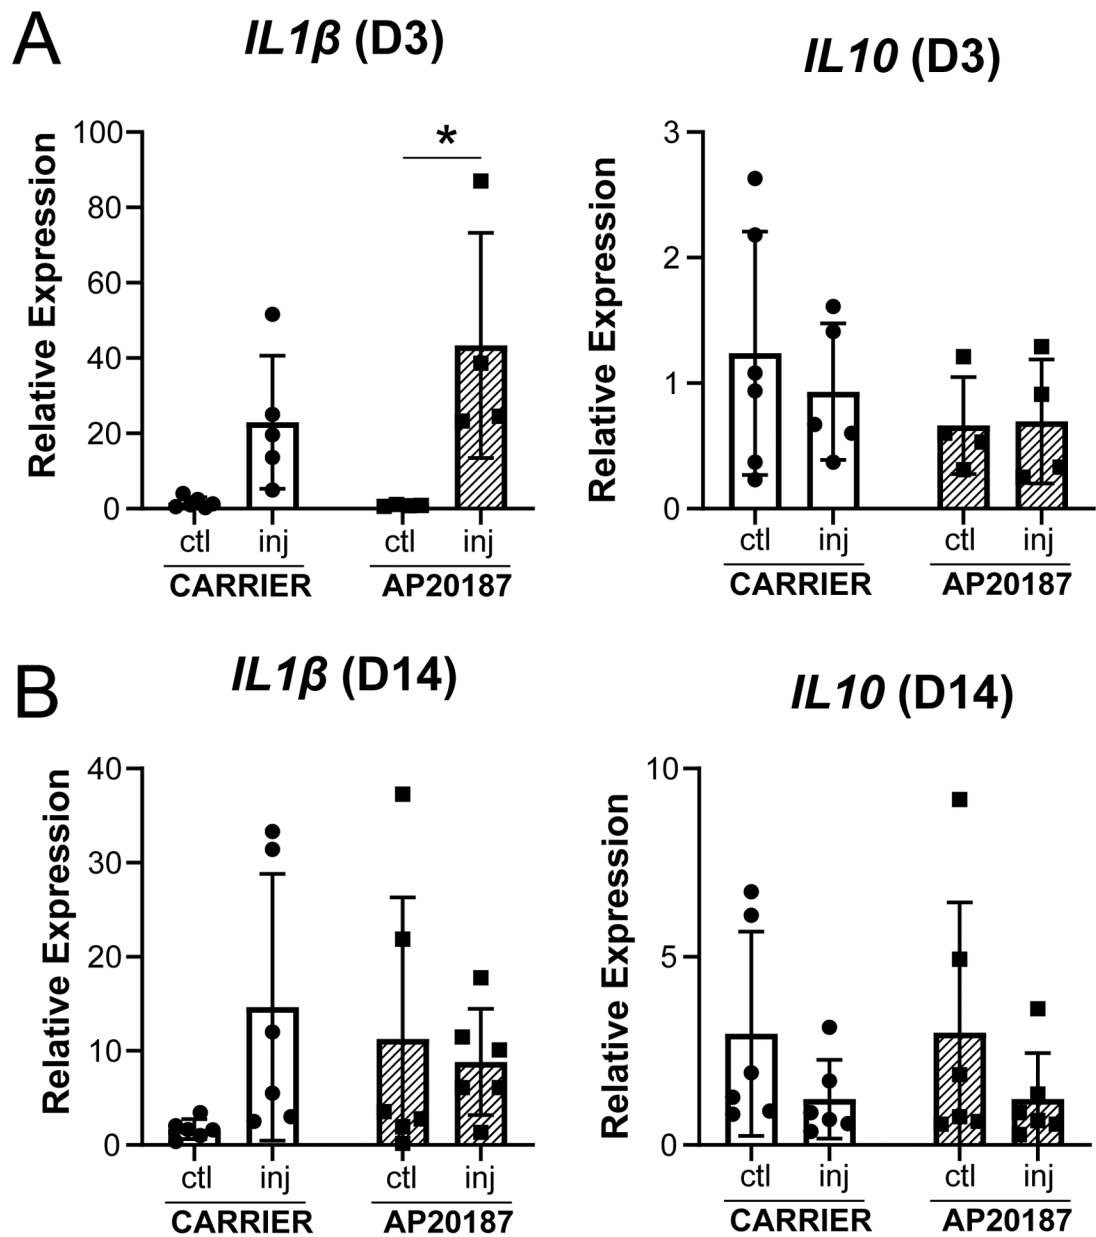 A
IL1β (D3)
IL10 (D3)
*
Relative Expression
100
80
60
40
20
0
ctl inj ctl inj
CARRIER AP20187
Relative Expression
3
2
1
0
ctl inj ctl inj
CARRIER AP20187
B
IL1β (D14)
IL10 (D14)
Relative Expression
40
30
20
10
0
ctl inj ctl inj
CARRIER AP20187
Relative Expression
10
5
0
ctl inj ctl inj
CARRIER AP20187